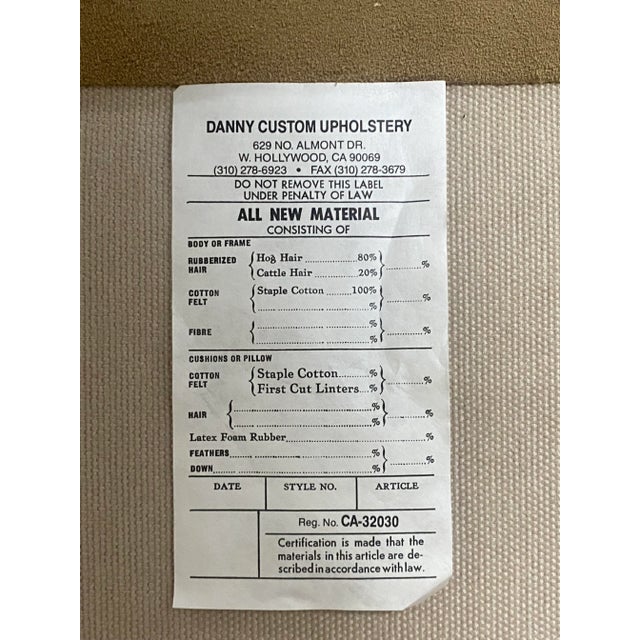 DANNY CUSTOM UPHOLSTERY
629 NO. ALMONT DR.
W. HOLLYWOOD, CA 90069
(310) 278-6923 • FAX (310) 278-3679
DO NOT REMOVE THIS LABEL
UNDER PENALTY OF LAW
ALL NEW MATERIAL
CONSISTING OF
BODY OR FRAME
RUBBERIZED HAIR { Hog Hair ............ 80%
Cattle Hair ........... 20% } ............%
COTTON FELT { Staple Cotton .......100%
...... ....................% } ............%
FIBRE { ...... ....................%
...... ....................% } ............%
CUSHIONS OR PILLOW
COTTON FELT { Staple Cotton.......%
First Cut Linters....% } ............%
HAIR { ..............................%
..............................% } ............%
Latex Foam Rubber..............................%
FEATHERS...............................%
DOWN...............................% } ............%
DATE STYLE NO. ARTICLE
Reg. No. CA-32030
Certification is made that the
materials in this article are de-
scribed in accordance with law.